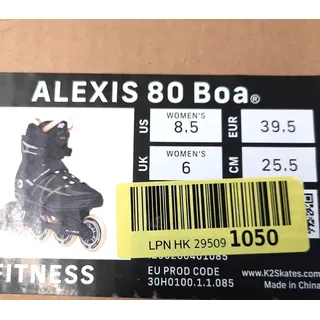 ALEXIS 80 Boa®
US WOMEN'S 8.5 EUR 39.5
UK WOMEN'S 6 CM 25.5
LPN HK 29509 1050
FITNESS
EU PROD CODE
30H0100.1.1.085
www.K2Skates.com
Made in China